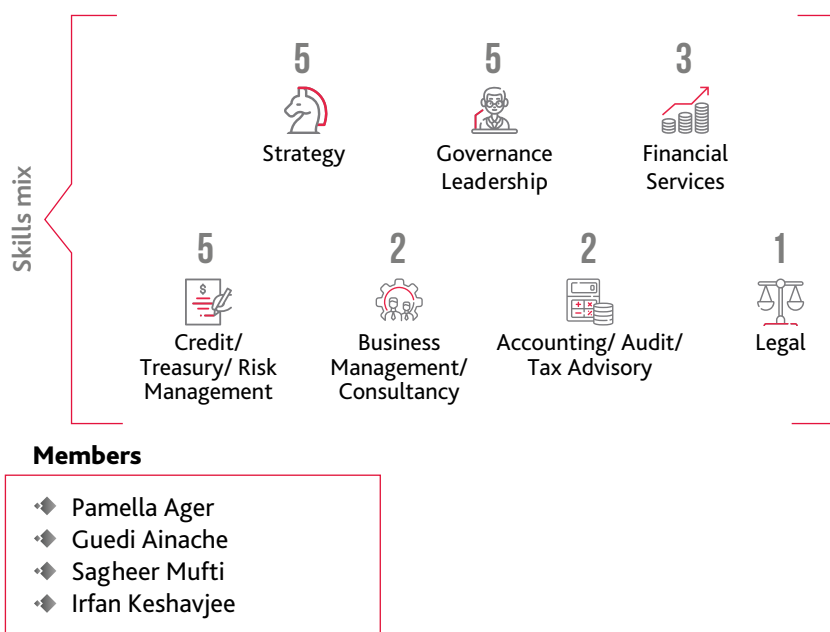 Skills mix
5
Strategy
5
Governance
Leadership
3
Financial
Services
5
$
Credit/
Treasury/ Risk
Management
2
Business
Management/
Consultancy
2
Accounting/ Audit/
Tax Advisory
1
Legal
Members
Pamella Ager
Guedi Ainache
Sagheer Mufti
Irfan Keshavjee